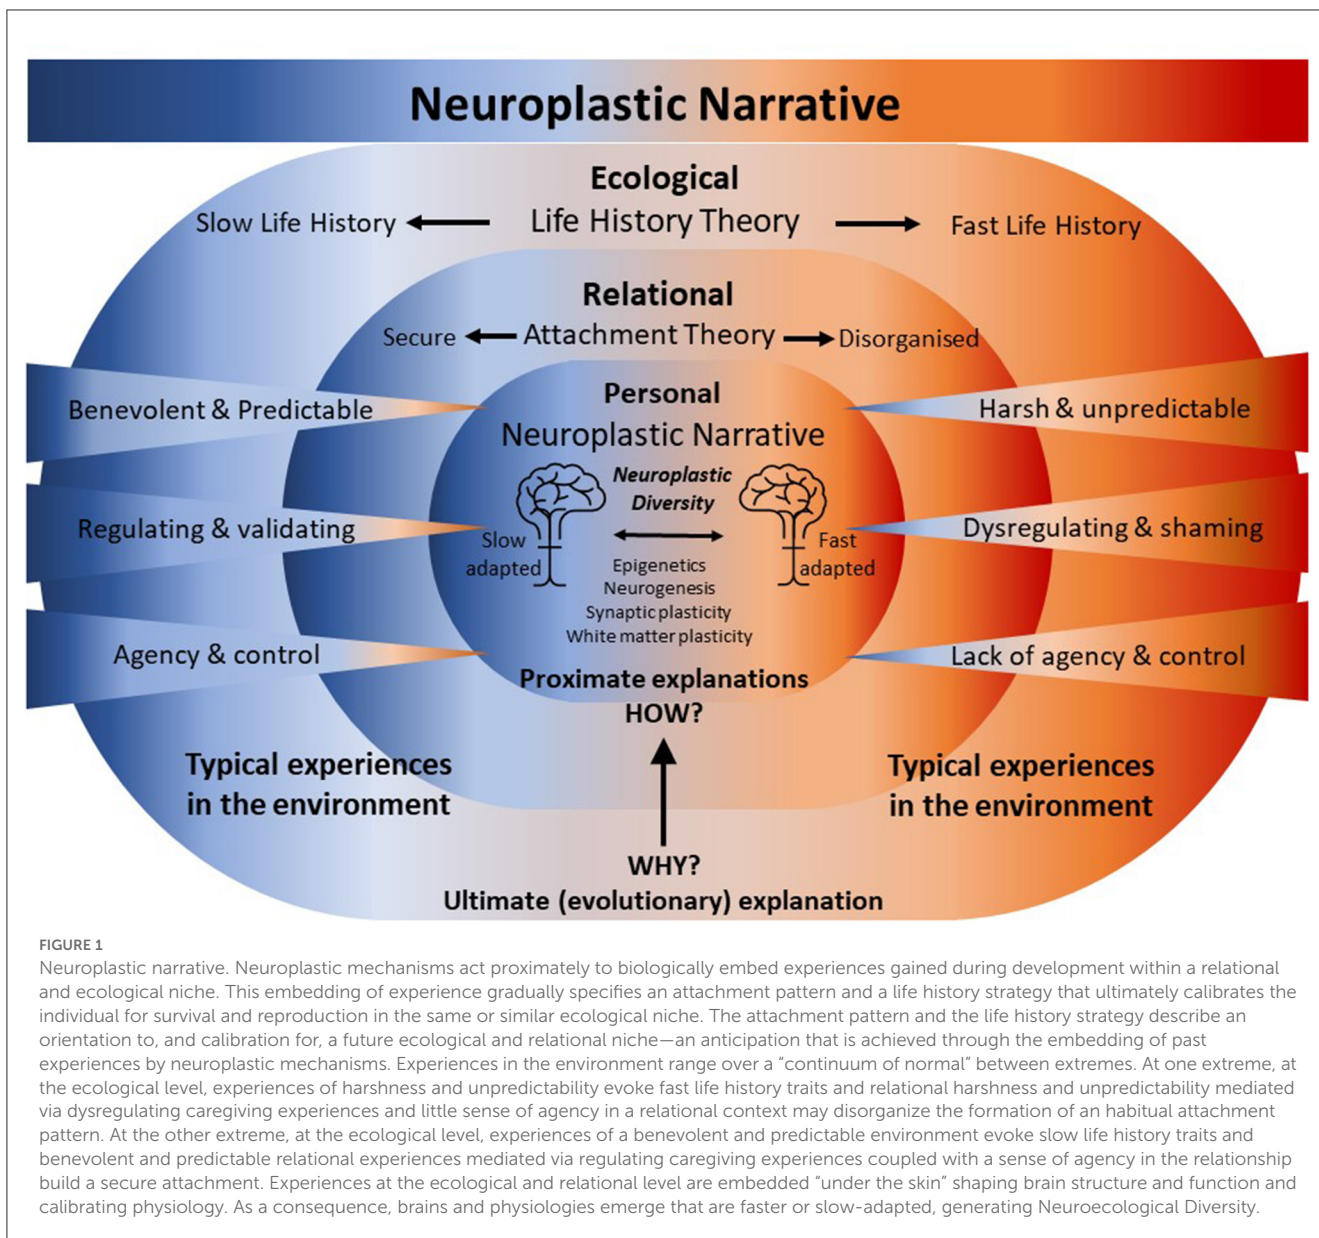 Neuroplastic Narrative
Ecological
Slow Life History
Life History Theory
Fast Life History
Relational
Secure
Attachment Theory
Disorganised
Personal
Neuroplastic Narrative
Benevolent & Predictable
Harsh & unpredictable
Neuroplastic
Diversity
Regulating & validating
Dysregulating & shaming
Slow
adapted
Fast
adapted
Epigenetics
Neurogenesis
Synaptic plasticity
White matter plasticity
Agency & control
Lack of agency & control
Proximate explanations
HOW?
Typical experiences
in the environment
Typical experiences
in the environment
WHY?
Ultimate (evolutionary) explanation
FIGURE 1
Neuroplastic narrative. Neuroplastic mechanisms act proximately to biologically embed experiences gained during development within a relational
and ecological niche. This embedding of experience gradually specifies an attachment pattern and a life history strategy that ultimately calibrates the
individual for survival and reproduction in the same or similar ecological niche. The attachment pattern and the life history strategy describe an
orientation to, and calibration for, a future ecological and relational niche—an anticipation that is achieved through the embedding of past
experiences by neuroplastic mechanisms. Experiences in the environment range over a “continuum of normal” between extremes. At one extreme, at
the ecological level, experiences of harshness and unpredictability evoke fast life history traits and relational harshness and unpredictability mediated
via dysregulating caregiving experiences and little sense of agency in a relational context may disorganize the formation of an habitual attachment
pattern. At the other extreme, at the ecological level, experiences of a benevolent and predictable environment evoke slow life history traits and
benevolent and predictable relational experiences mediated via regulating caregiving experiences coupled with a sense of agency in the relationship
build a secure attachment. Experiences at the ecological and relational level are embedded “under the skin” shaping brain structure and function and
calibrating physiology. As a consequence, brains and physiologies emerge that are faster or slow-adapted, generating Neuroecological Diversity.